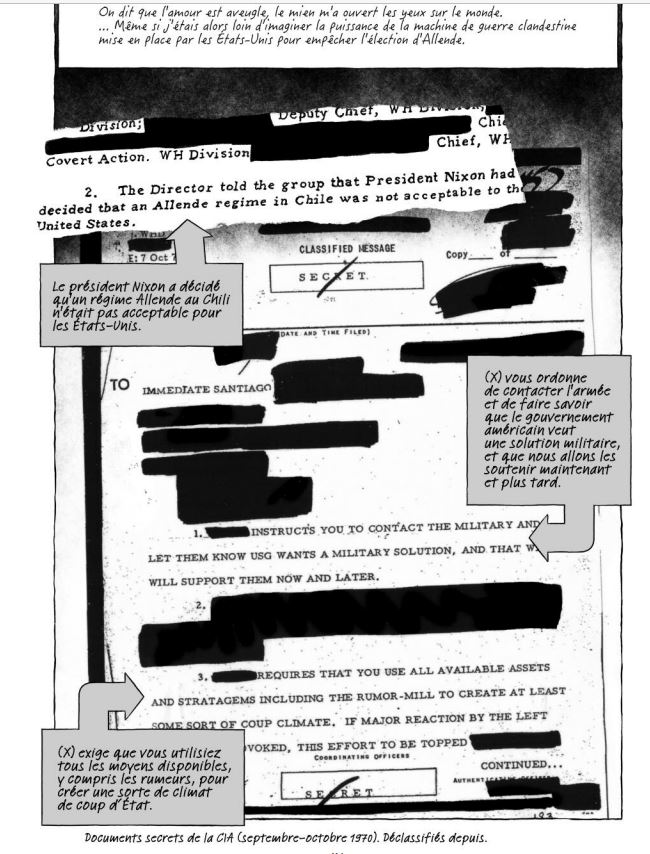 On dit que l'amour est aveugle, le mien m'a ouvert les yeux sur le monde.
... Même si j'étais alors loin d'imaginer la puissance de la machine de guerre clandestine
mise en place par les États-Unis pour empêcher l'élection d'Allende.
Division;
Deputy Chief, WH Division,
Covert Action. WH Division
Chief, WH
2. The Director told the group that President Nixon had
decided that an Allende regime in Chile was not acceptable to the
United States.
E: 7 Oct 7
CLASSIFIED MESSAGE
Copy____ of ____
SECRET
Le président Nixon a décidé
qu'un régime Allende au Chili
n'était pas acceptable pour
les États-Unis.
DATE AND TIME FILED)
TO IMMEDIATE SANTIAGO
(X) vous ordonne
de contacter l'armée
et de faire savoir
que le gouvernement
américain veut
une solution militaire,
et que nous allons les
soutenir maintenant
et plus tard.
1. INSTRUCTS YOU TO CONTACT THE MILITARY AND
LET THEM KNOW USG WANTS A MILITARY SOLUTION, AND THAT W
WILL SUPPORT THEM NOW AND LATER.
2.
3. REQUIRES THAT YOU USE ALL AVAILABLE ASSETS
AND STRATAGEMS INCLUDING THE RUMOR-MILL TO CREATE AT LEAST
SOME SORT OF COUP CLIMATE. IF MAJOR REACTION BY THE LEFT
VOKED, THIS EFFORT TO BE TOPPED
(X) exige que vous utilisiez
tous les moyens disponibles,
y compris les rumeurs, pour
créer une sorte de climat
de coup d'État.
COORDINATING OFFICERS
CONTINUED...
SECRET
Documents secrets de la CIA (septembre-octobre 1970). Déclassifiés depuis.